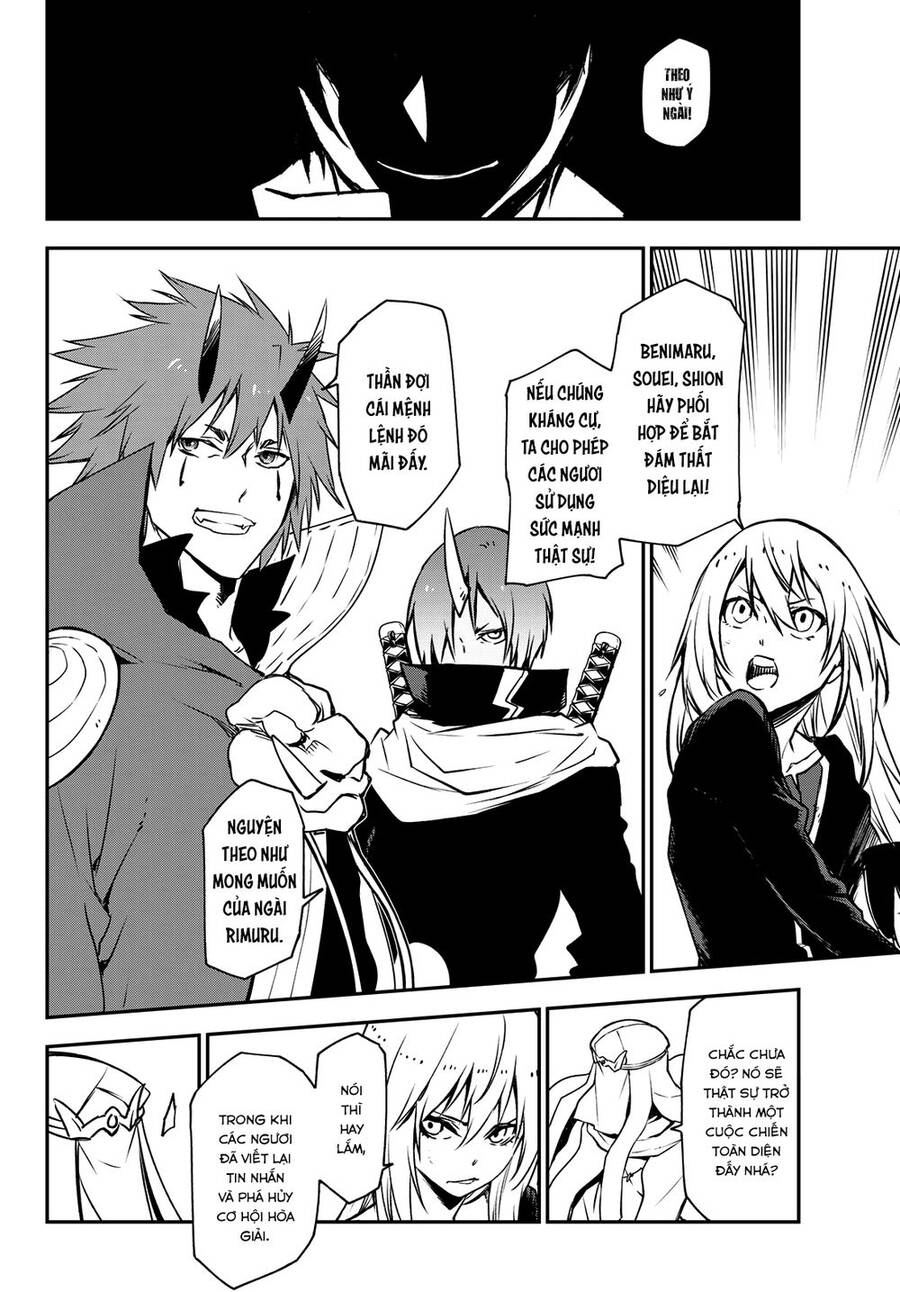 THEO
NHƯ Ý
NGÀI!
BENIMARU,
SOUEI, SHION
HÃY PHỐI
HỢP ĐỂ BẮT
ĐÁM THẤT
DIỆU LẠI!
NẾU CHÚNG
KHÁNG CỰ,
TA CHO PHÉP
CÁC NGƯƠI
SỬ DỤNG
SỨC MẠNH
THẬT SỰ!
THẦN ĐỢI
CÁI MỆNH
LỆNH ĐÓ
MÃI ĐẤY.
NGUYỆN
THEO NHƯ
MONG MUỐN
CỦA NGÀI
RIMURU.
CHẮC CHƯA
ĐÓ? NÓ SẼ
THẬT SỰ TRỞ
THÀNH MỘT
CUỘC CHIẾN
TOÀN DIỆN
ĐẤY NHÁ?
NÓI
THÌ
HAY
LẮM,
TRONG KHI
CÁC NGƯƠI
ĐÃ VIẾT LẠI
TIN NHẮN
VÀ PHÁ HỦY
CƠ HỘI HÒA
GIẢI.